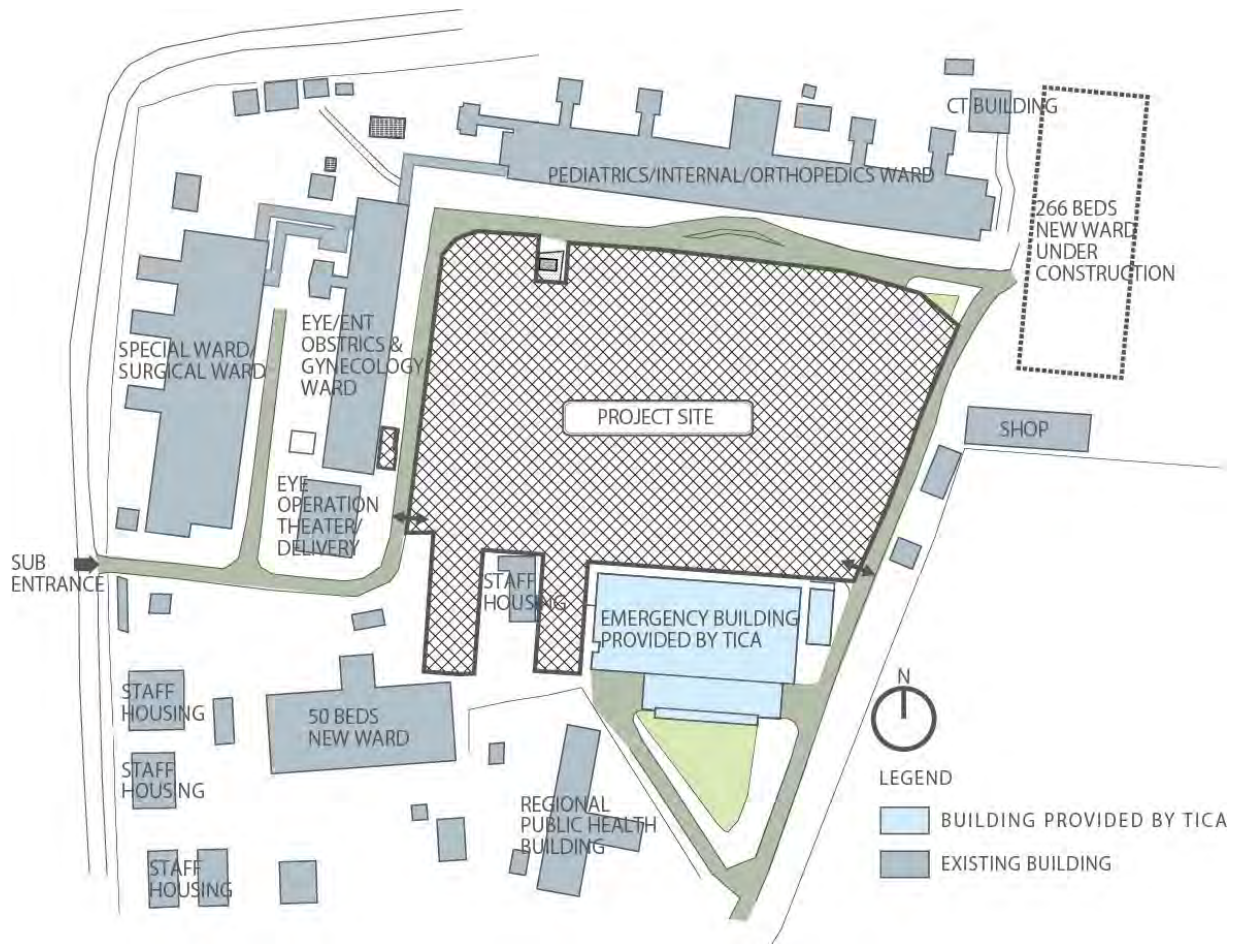 CT BUILDING
PEDIATRICS/INTERNAL/ORTHOPEDICS WARD
266 BEDS
NEW WARD
UNDER
CONSTRUCTION
SPECIAL WARD/
SURGICAL WARD
EYE/ENT
OBSTRICS &
GYNECOLOGY
WARD
PROJECT SITE
SHOP
EYE
OPERATION
THEATER/
DELIVERY
SUB
ENTRANCE
STAFF
HOUSING
EMERGENCY BUILDING
PROVIDED BY TICA
STAFF
HOUSING
50 BEDS
NEW WARD
STAFF
HOUSING
REGIONAL
PUBLIC HEALTH
BUILDING
STAFF
HOUSING
N
LEGEND
BUILDING PROVIDED BY TICA
EXISTING BUILDING